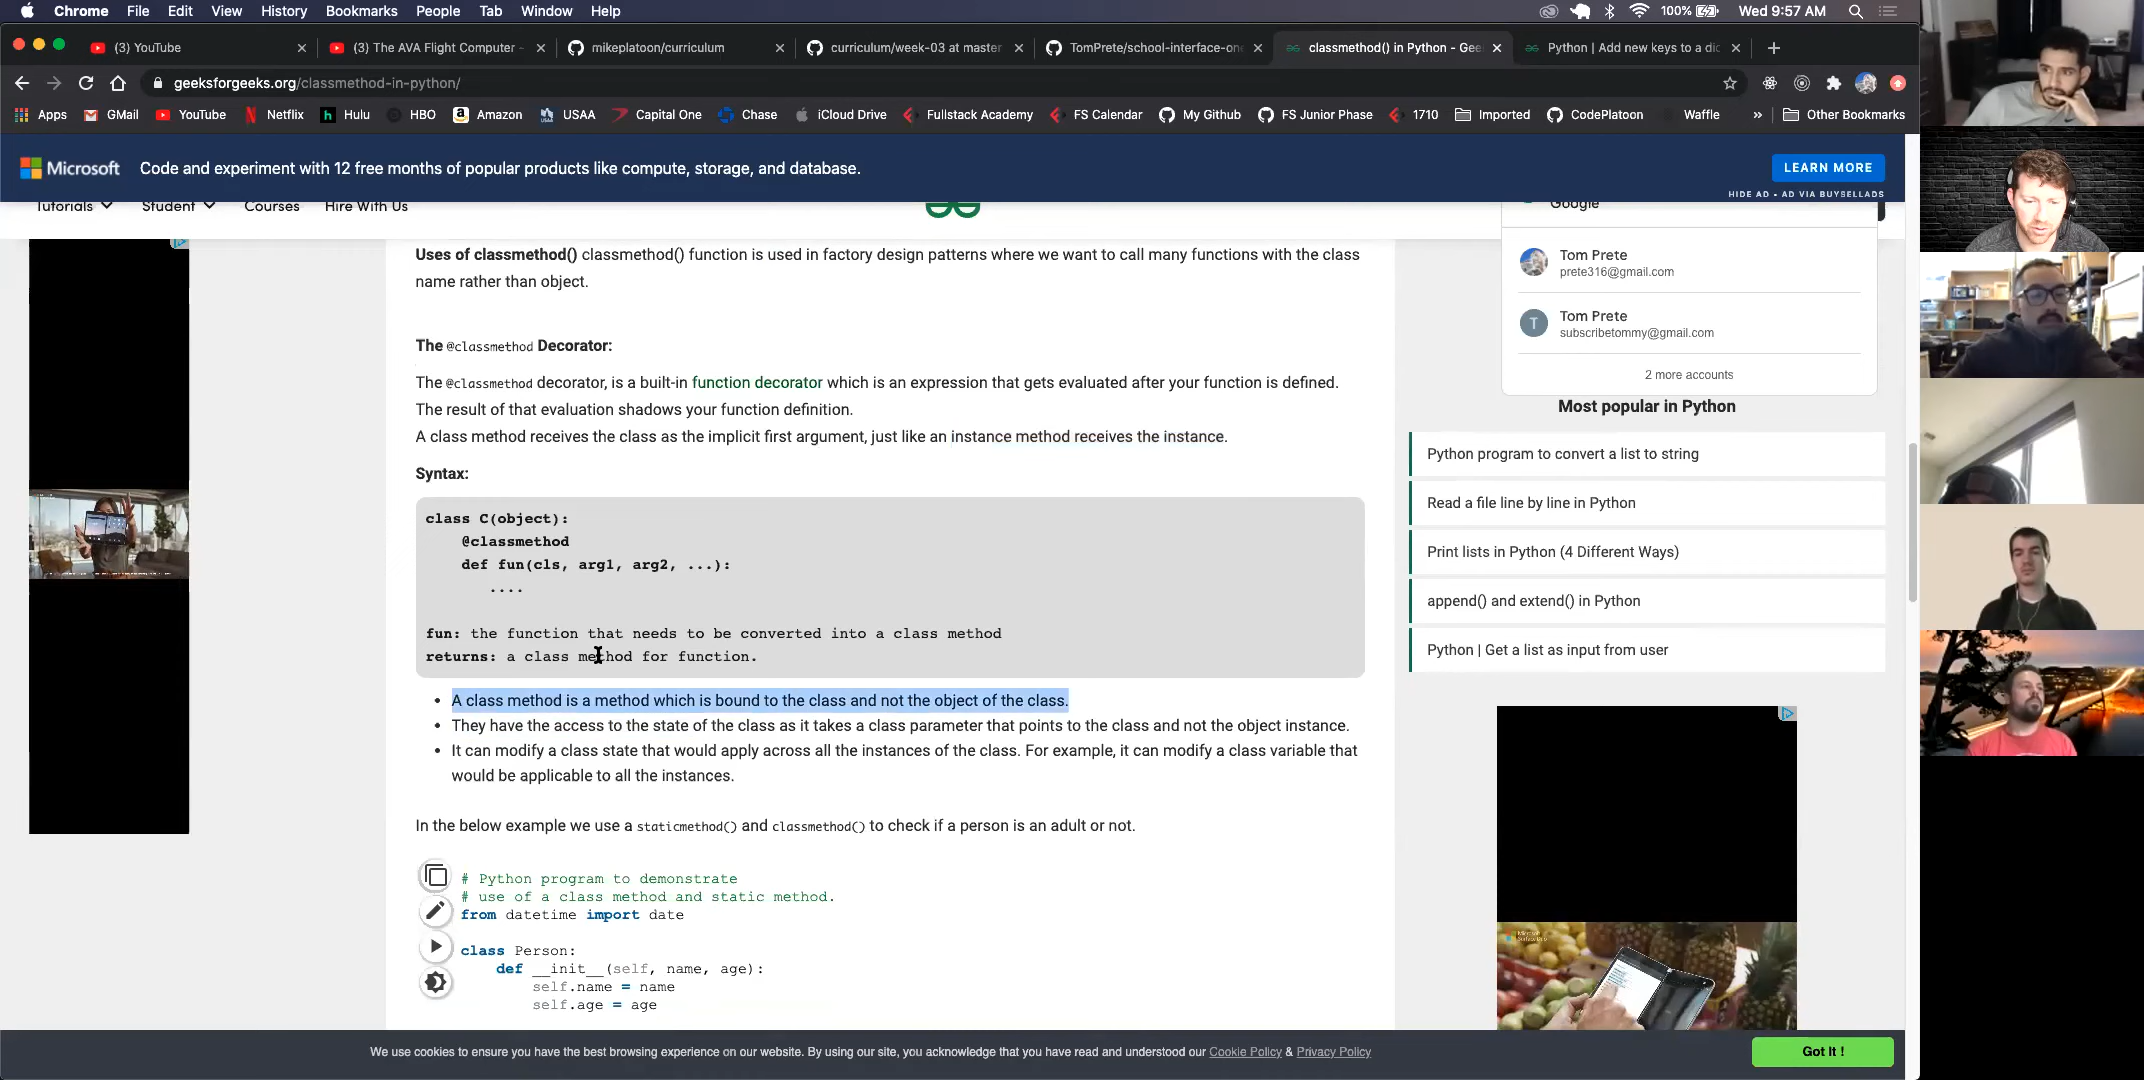 Chrome File Edit View History Bookmarks People Tab Window Help
100% Wed 9:57 AM
(3) YouTube
(3) The AVA Flight Computer -
mikeplatoon/curriculum
curriculum/week-03 at master
TomPrete/school-interface-one
classmethod() in Python - Gee
Python | Add new keys to a dic
geeksforgeeks.org/classmethod-in-python/
Apps GMail YouTube Netflix Hulu HBO Amazon USAA Capital One Chase iCloud Drive Fullstack Academy FS Calendar My Github FS Junior Phase 1710 Imported CodePlatoon Waffle » Other Bookmarks
Microsoft Code and experiment with 12 free months of popular products like compute, storage, and database.
LEARN MORE
HIDE AD • AD VIA BUYSELLADS
Tutorials Student Courses Hire With Us
Google
Tom Prete
prete316@gmail.com
T
Tom Prete
subscribetommy@gmail.com
2 more accounts
Uses of classmethod() classmethod() function is used in factory design patterns where we want to call many functions with the class
name rather than object.
The @classmethod Decorator:
The @classmethod decorator, is a built-in function decorator which is an expression that gets evaluated after your function is defined.
The result of that evaluation shadows your function definition.
A class method receives the class as the implicit first argument, just like an instance method receives the instance.
Syntax:
class C(object):
@classmethod
def fun(cls, arg1, arg2, ...):
....
fun: the function that needs to be converted into a class method
returns: a class method for function.
• A class method is a method which is bound to the class and not the object of the class.
• They have the access to the state of the class as it takes a class parameter that points to the class and not the object instance.
• It can modify a class state that would apply across all the instances of the class. For example, it can modify a class variable that
would be applicable to all the instances.
In the below example we use a staticmethod() and classmethod() to check if a person is an adult or not.
# Python program to demonstrate
# use of a class method and static method.
from datetime import date
class Person:
def __init__(self, name, age):
self.name = name
self.age = age
Most popular in Python
Python program to convert a list to string
Read a file line by line in Python
Print lists in Python (4 Different Ways)
append() and extend() in Python
Python | Get a list as input from user
We use cookies to ensure you have the best browsing experience on our website. By using our site, you acknowledge that you have read and understood our Cookie Policy & Privacy Policy
Got It !